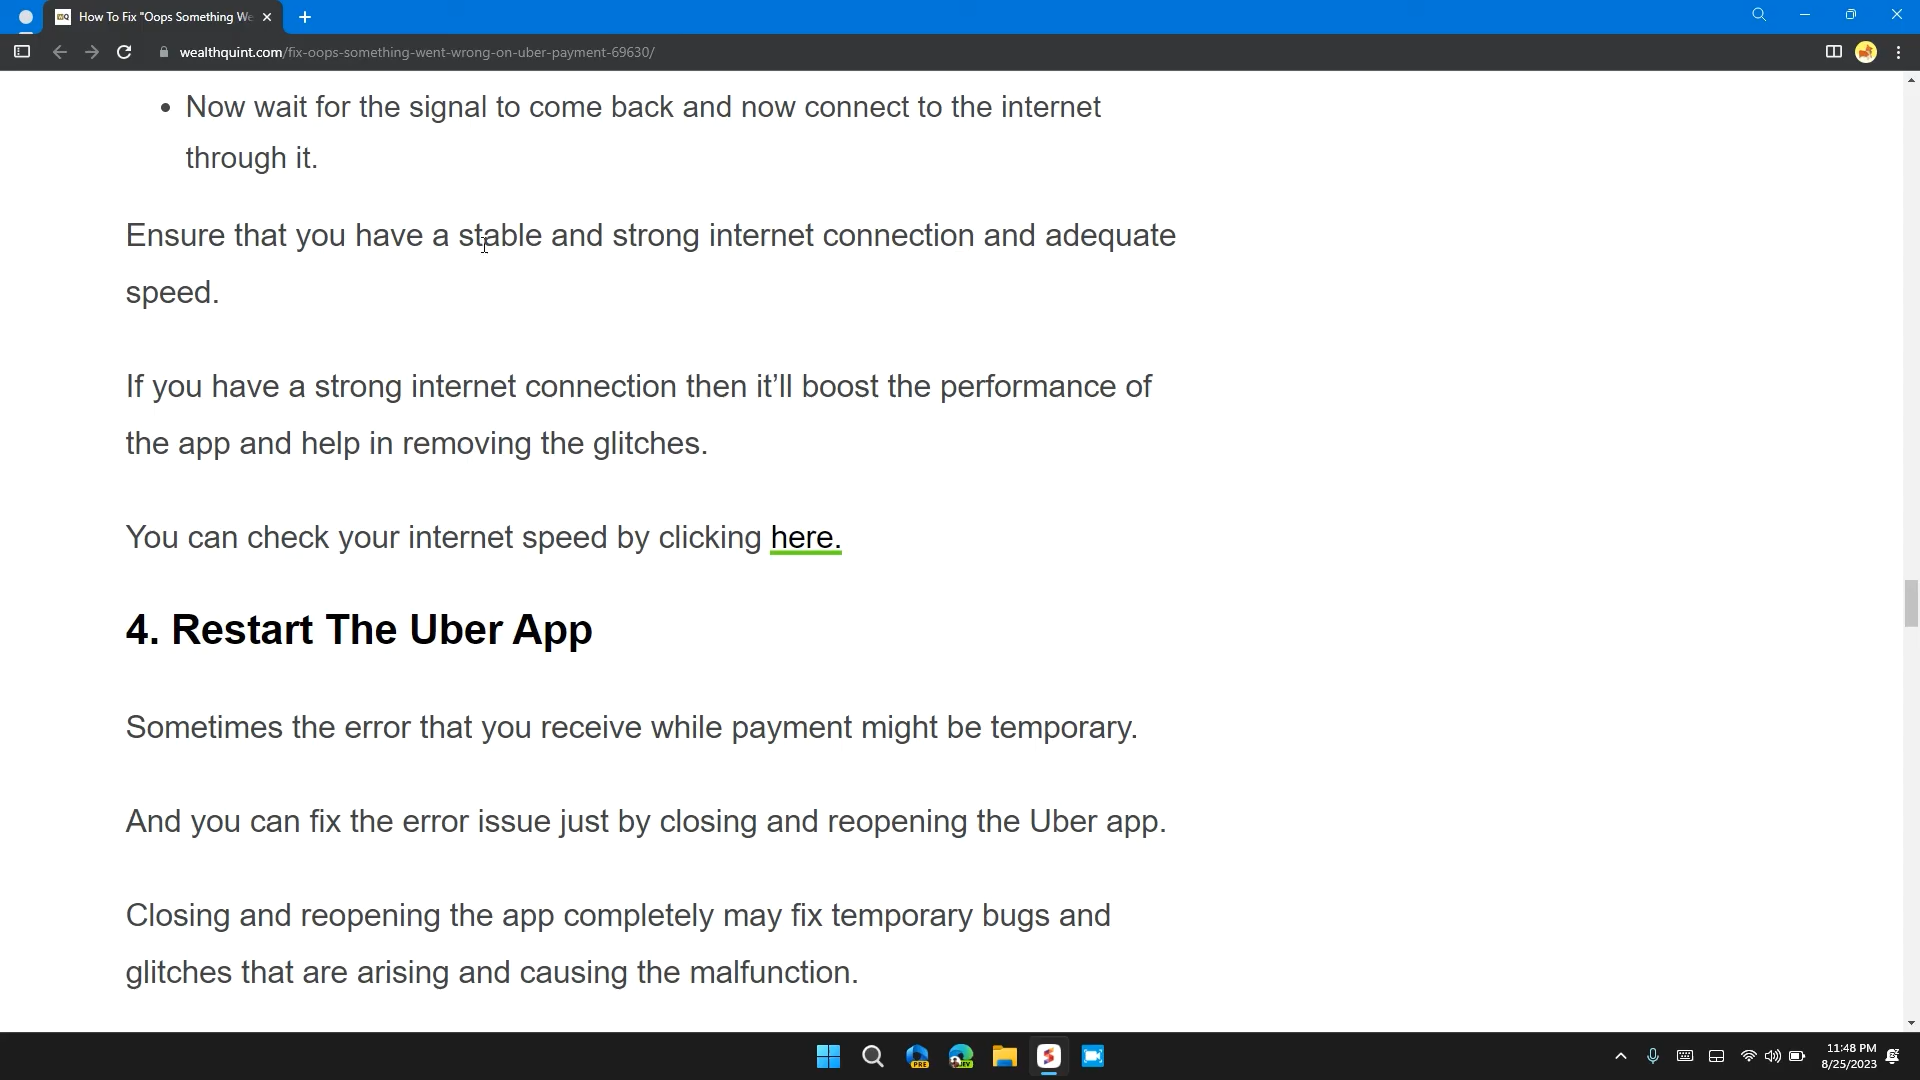 How To Fix "Oops Something We
wealthquint.com/fix-oops-something-went-wrong-on-uber-payment-69630/
• Now wait for the signal to come back and now connect to the internet
through it.
Ensure that you have a stable and strong internet connection and adequate
speed.
If you have a strong internet connection then it’ll boost the performance of
the app and help in removing the glitches.
You can check your internet speed by clicking here.
4. Restart The Uber App
Sometimes the error that you receive while payment might be temporary.
And you can fix the error issue just by closing and reopening the Uber app.
Closing and reopening the app completely may fix temporary bugs and
glitches that are arising and causing the malfunction.
PRE
11:48 PM
8/25/2023